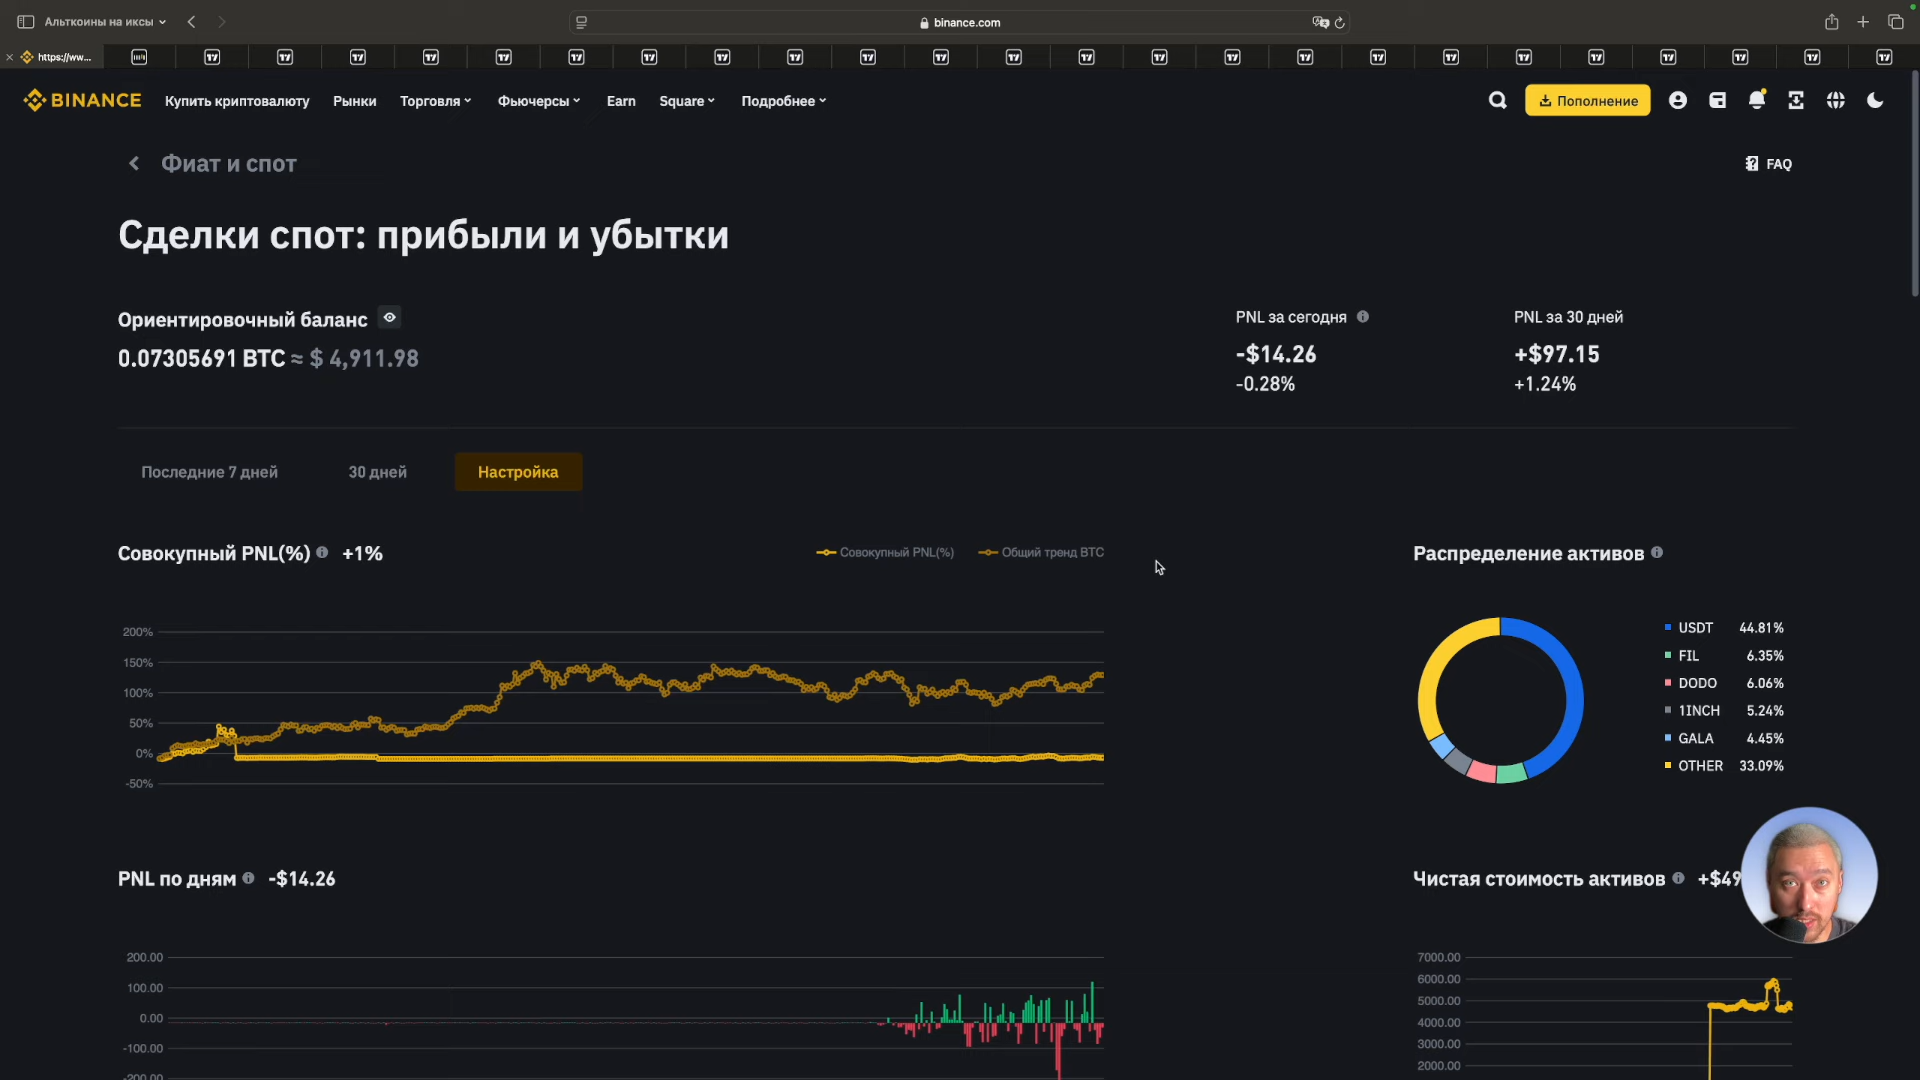 Альткоины на иксы
binance.com
https://ww...
BINANCE Купить криптовалюту Рынки Торговля Фьючерсы Earn Square Подробнее Пополнение
Фиат и спот
FAQ
Сделки спот: прибыли и убытки
Ориентировочный баланс
0.07305691 BTC ≈ $ 4,911.98
PNL за сегодня
-$14.26
-0.28%
PNL за 30 дней
+$97.15
+1.24%
Последние 7 дней 30 дней Настройка
Совокупный PNL(%) +1%
Совокупный PNL(%) Общий тренд BTC
200%
150%
100%
50%
0%
-50%
Распределение активов
USDT 44.81%
FIL 6.35%
DODO 6.06%
1INCH 5.24%
GALA 4.45%
OTHER 33.09%
PNL по дням -$14.26
200.00
100.00
0.00
-100.00
-200.00
Чистая стоимость активов +$49
7000.00
6000.00
5000.00
4000.00
3000.00
2000.00